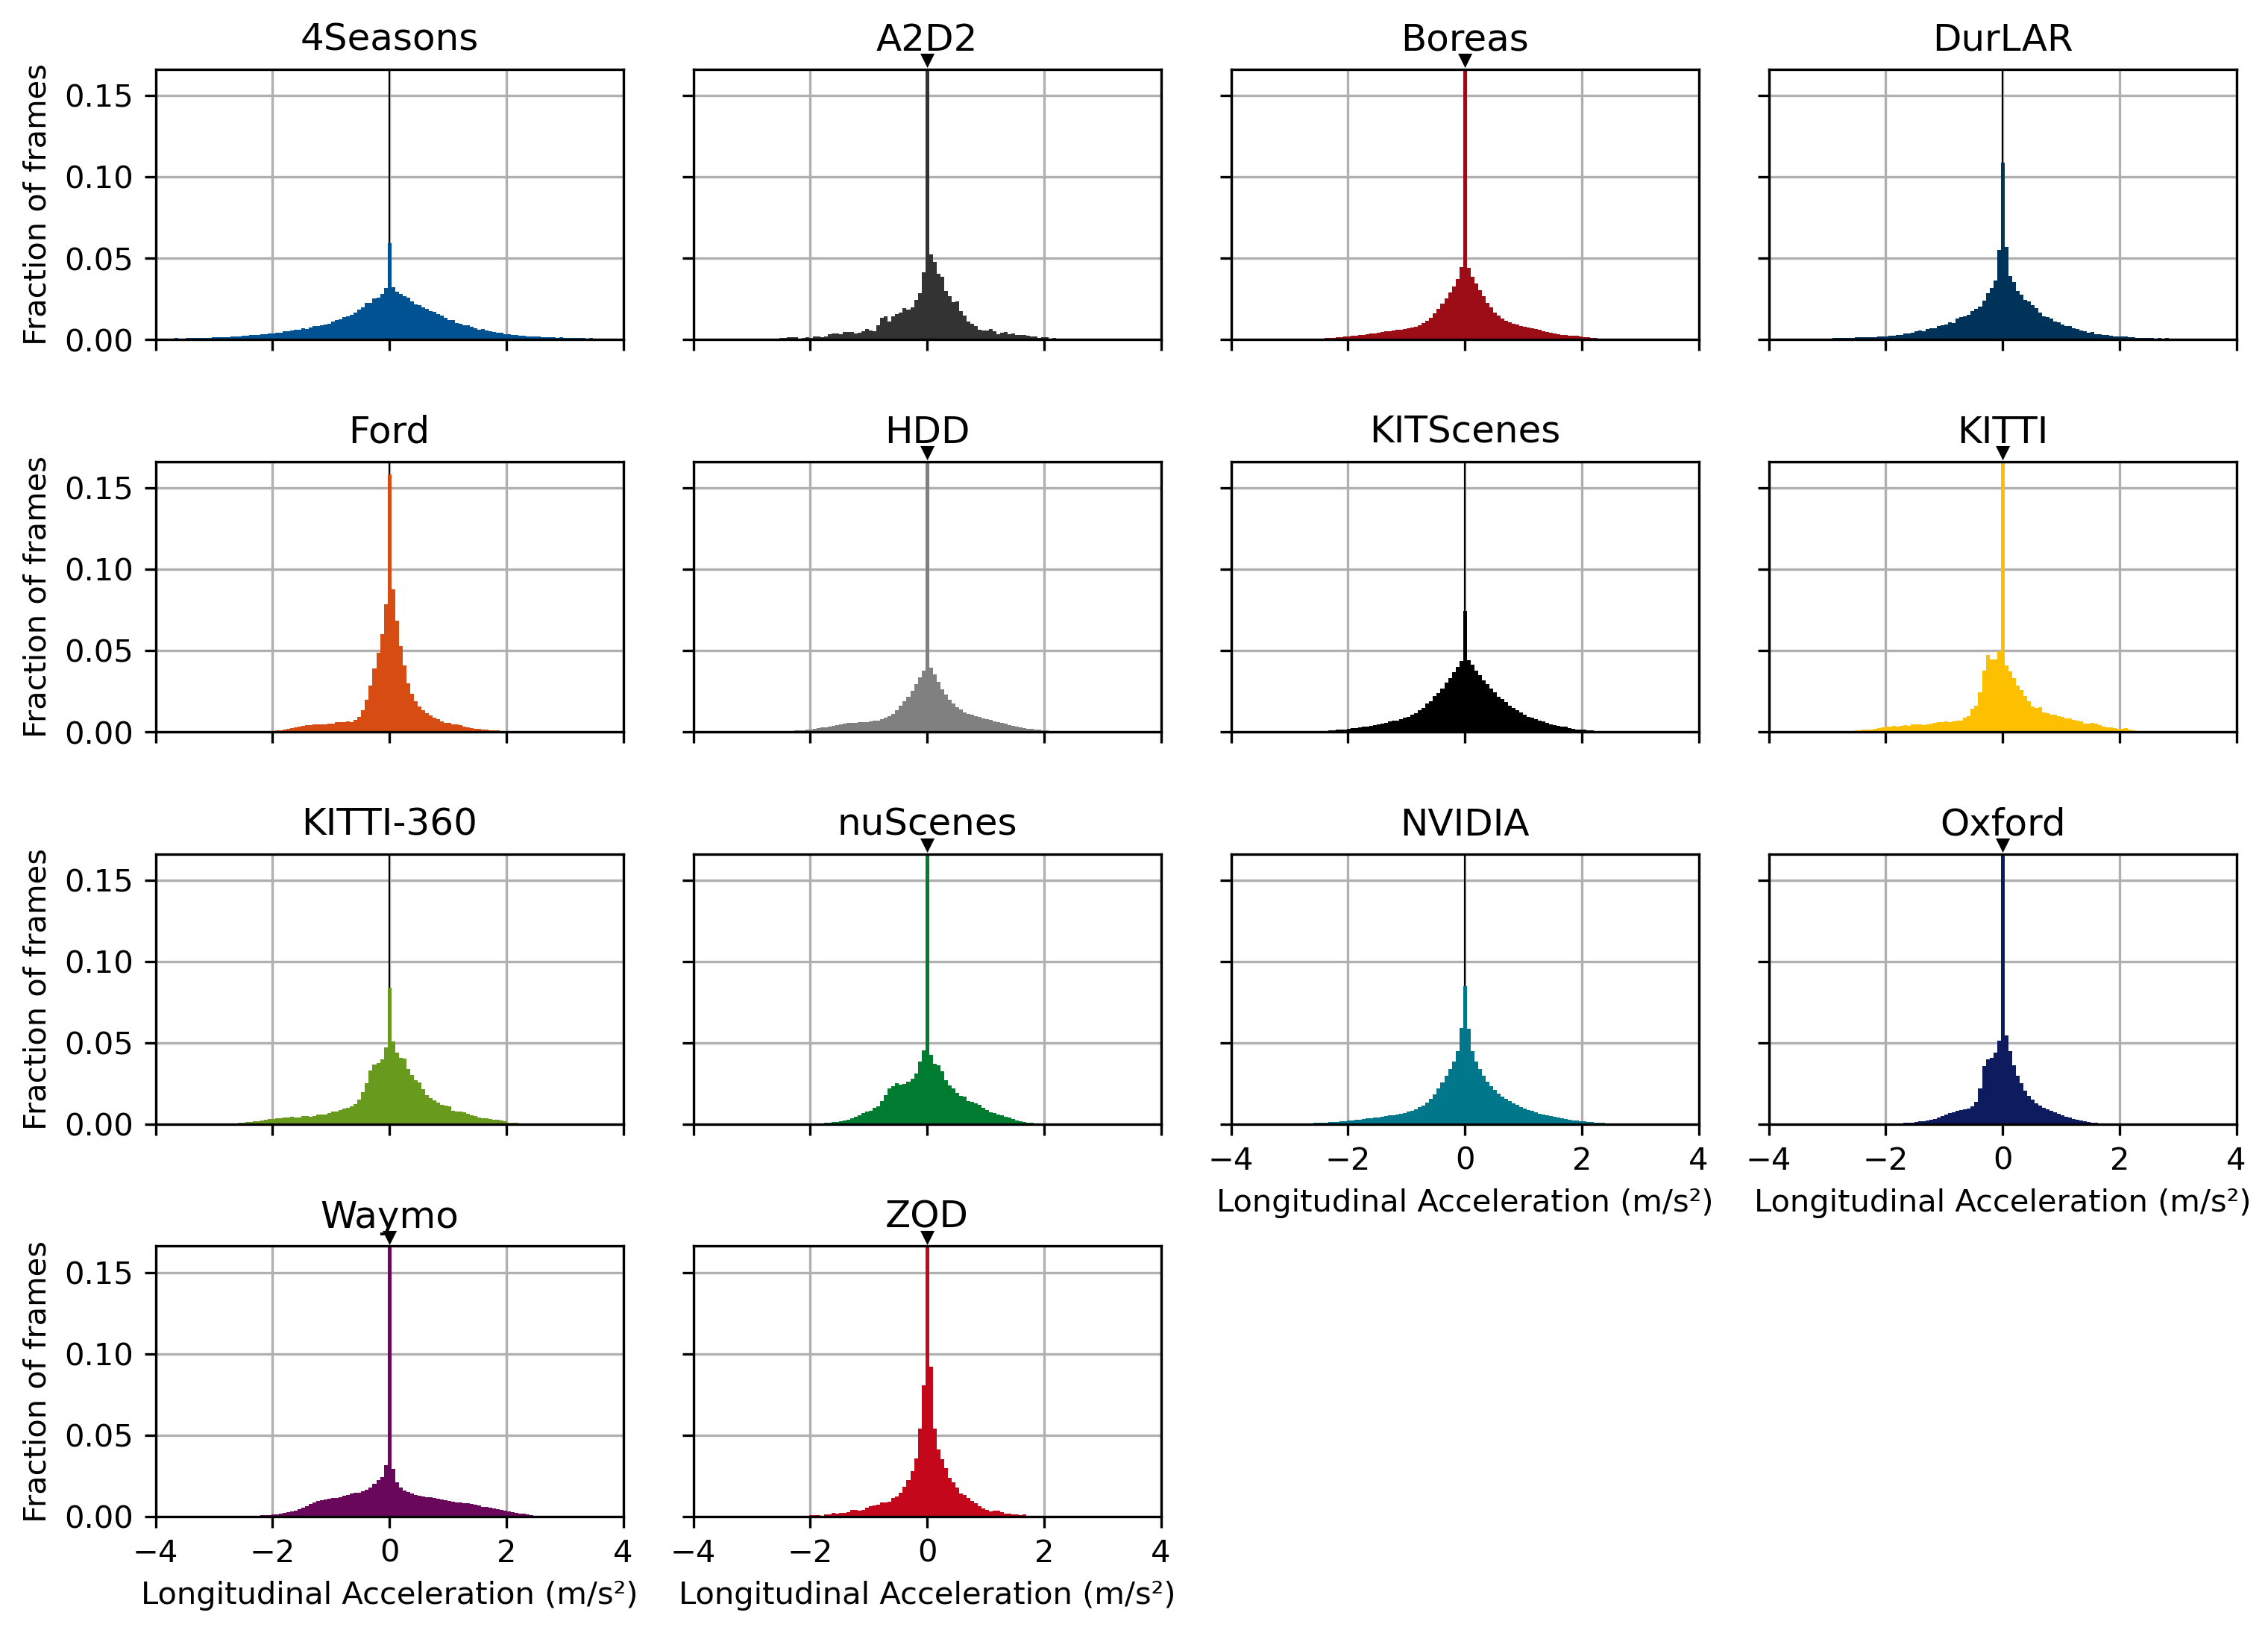 4Seasons A2D2 Boreas DurLAR
Fraction of frames
0.15
0.10
0.05
0.00
Ford HDD KITScenes KITTI
Fraction of frames
0.15
0.10
0.05
0.00
KITTI-360 nuScenes NVIDIA Oxford
Fraction of frames
0.15
0.10
0.05
0.00
−4 −2 0 2 4 −4 −2 0 2 4
Longitudinal Acceleration (m/s²) Longitudinal Acceleration (m/s²)
Waymo ZOD
Fraction of frames
0.15
0.10
0.05
0.00
−4 −2 0 2 4 −4 −2 0 2 4
Longitudinal Acceleration (m/s²) Longitudinal Acceleration (m/s²)